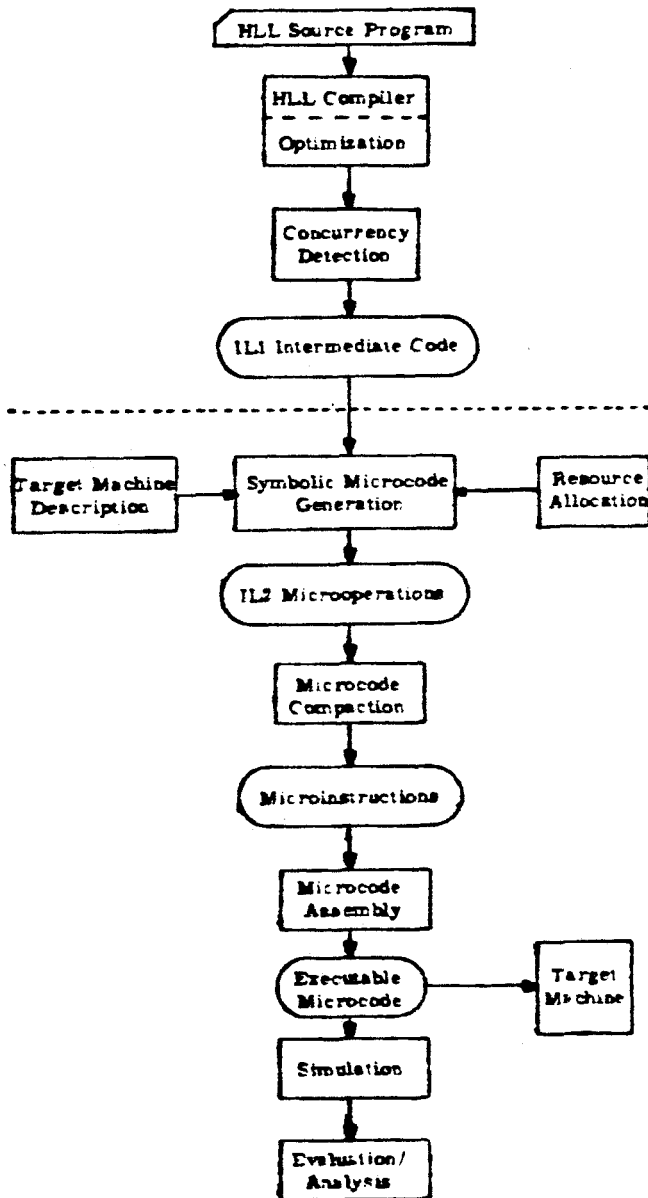 HLL Source Program
HLL Compiler
Optimization
Concurrency
Detection
IL1 Intermediate Code
Target Machine
Description
Symbolic Microcode
Generation
Resource
Allocation
IL2 Microoperations
Microcode
Compaction
Microinstructions
Microcode
Assembly
Executable
Microcode
Target
Machine
Simulation
Evaluation/
Analysis